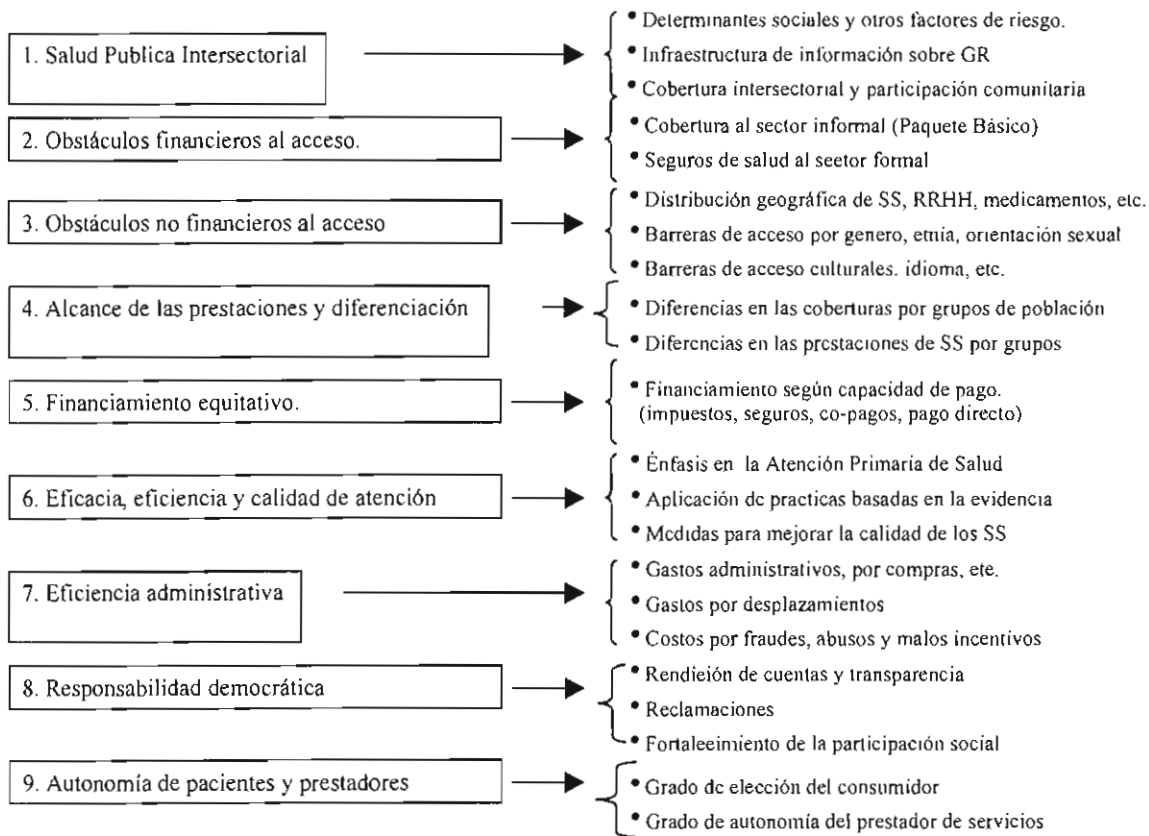 1. Salud Publica Intersectorial
• Determinantes sociales y otros factores de riesgo.
• Infraestructura de información sobre GR
• Cobertura intersectorial y participación comunitaria
2. Obstáculos financieros al acceso.
• Cobertura al sector informal (Paquete Básico)
• Seguros de salud al sector formal
3. Obstáculos no financieros al acceso
• Distribución geográfica de SS, RRHH, medicamentos, etc.
• Barreras de acceso por genero, etnia, orientación sexual
• Barreras de acceso culturales. idioma, etc.
4. Alcance de las prestaciones y diferenciación
• Diferencias en las coberturas por grupos de población
• Diferencias en las prestaciones de SS por grupos
5. Financiamiento equitativo.
• Financiamiento según capacidad de pago.
(impuestos, seguros, co-pagos, pago directo)
6. Eficacia, eficiencia y calidad de atención
• Énfasis en la Atención Primaria de Salud
• Aplicación de practicas basadas en la evidencia
• Medidas para mejorar la calidad de los SS
7. Eficiencia administrativa
• Gastos administrativos, por compras, etc.
• Gastos por desplazamientos
• Costos por fraudes, abusos y malos incentivos
8. Responsabilidad democrática
• Rendición de cuentas y transparencia
• Reclamaciones
• Fortalecimiento de la participación social
9. Autonomía de pacientes y prestadores
• Grado de elección del consumidor
• Grado de autonomía del prestador de servicios